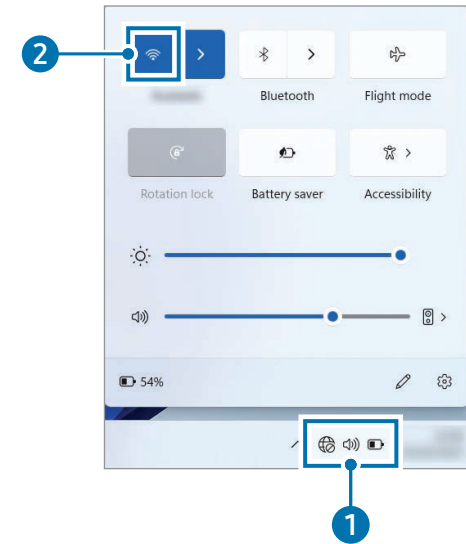 2
Bluetooth
Flight mode
Rotation lock
Battery saver
Accessibility
54%
1